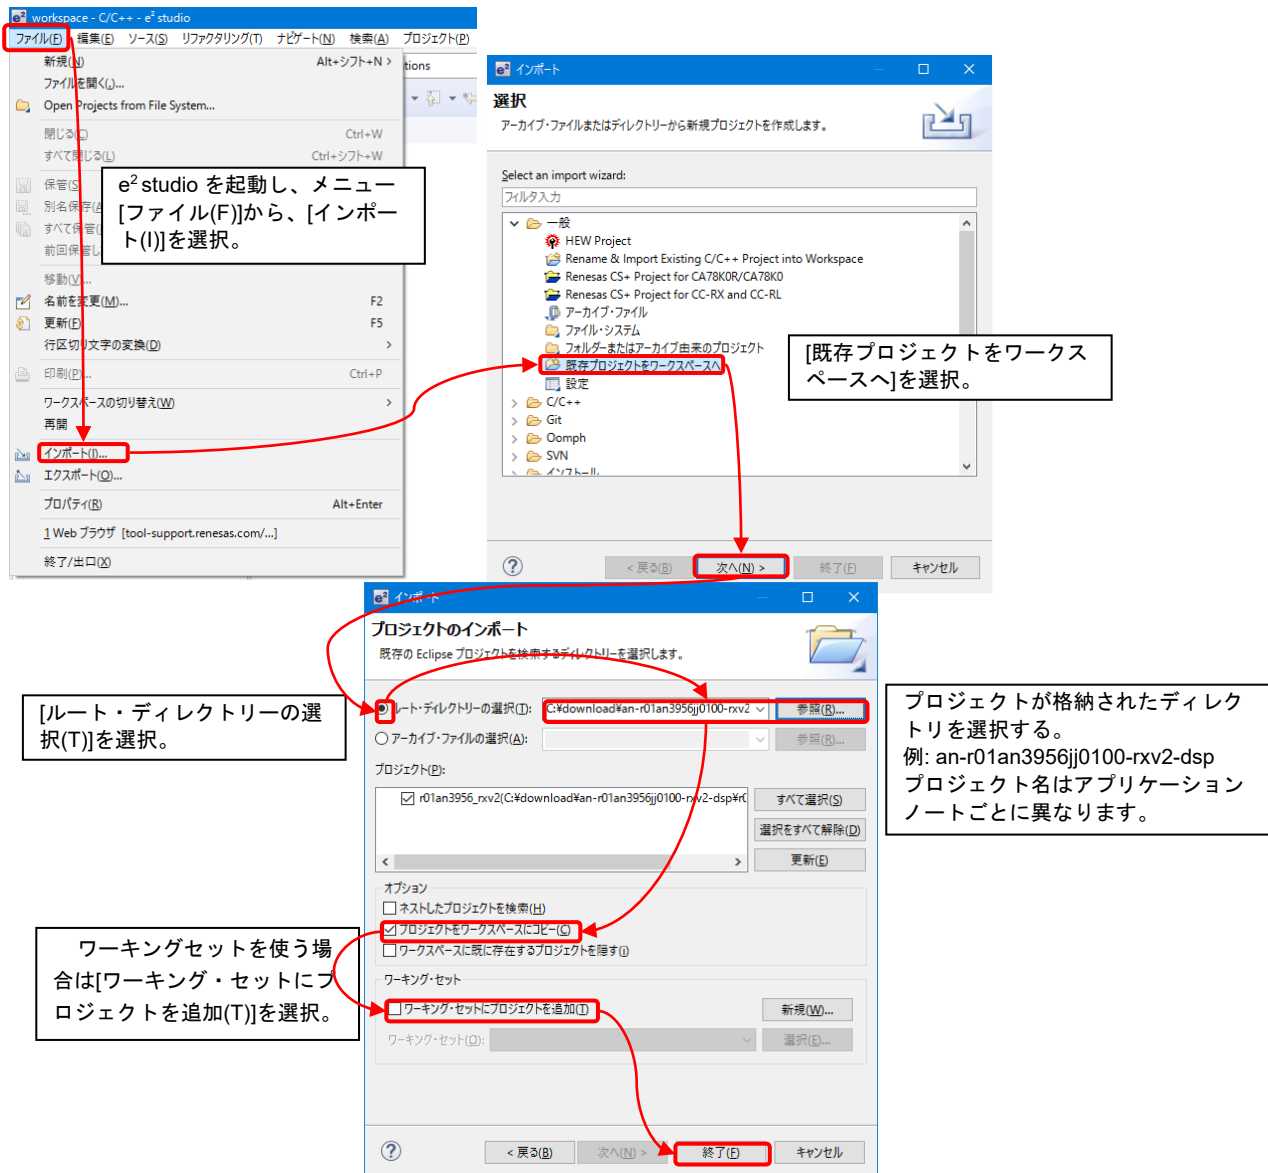 workspace - C/C++ - e² studio
ファイル(F) 編集(E) ソース(S) リファクタリング(T) ナビゲート(N) 検索(A) プロジェクト(P)
新規(N) Alt+シフト+N >
ファイルを開く(.)...
Open Projects from File System...
閉じる(C) Ctrl+W
すべて閉じる(L) Ctrl+シフト+W
保管(S)
別名保存(A
すべて保管(
前回保管し
移動(V)...
名前を変更(M)... F2
更新(F) F5
行区切り文字の変換(D) >
印刷(P)... Ctrl+P
ワークスペースの切り替え(W) >
再開
インポート(I)...
エクスポート(O)...
プロパティ(R) Alt+Enter
1 Web ブラウザ [tool-support.renesas.com/...]
終了/出口(X)
tions
e² studio を起動し、メニュー
[ファイル(F)]から、[インポー
ト(I)]を選択。
e² インポート
選択
アーカイブ・ファイルまたはディレクトリーから新規プロジェクトを作成します。
Select an import wizard:
フィルタ入力
一般
HEW Project
Rename & Import Existing C/C++ Project into Workspace
Renesas CS+ Project for CA78K0R/CA78K0
Renesas CS+ Project for CC-RX and CC-RL
アーカイブ・ファイル
ファイル・システム
フォルダーまたはアーカイブ由来のプロジェクト
既存プロジェクトをワークスペースへ
設定
C/C++
Git
Oomph
SVN
インストール
[既存プロジェクトをワークス
ペースへ]を選択。
< 戻る(B) 次へ(N) > 終了(F) キャンセル
e² インポート
プロジェクトのインポート
既存の Eclipse プロジェクトを検索するディレクトリーを選択します。
[ルート・ディレクトリーの選
択(T)]を選択。
ルート・ディレクトリーの選択(T): C:¥download¥an-r01an3956jj0100-rxv2 参照(R)...
アーカイブ・ファイルの選択(A): 参照(R)...
プロジェクト(P):
r01an3956_rxv2(C:¥download¥an-r01an3956jj0100-rxv2-dsp¥r( すべて選択(S)
選択をすべて解除(D)
更新(E)
プロジェクトが格納されたディレク
トリを選択する。
例: an-r01an3956jj0100-rxv2-dsp
プロジェクト名はアプリケーション
ノートごとに異なります。
オプション
ネストしたプロジェクトを検索(H)
プロジェクトをワークスペースにコピー(C)
ワークスペースに既に存在するプロジェクトを隠す(i)
ワーキングセットを使う場
合は[ワーキング・セットにプ
ロジェクトを追加(T)]を選択。
ワーキング・セット
ワーキング・セットにプロジェクトを追加(T) 新規(W)...
ワーキング・セット(O): 選択(E)...
< 戻る(B) 次へ(N) > 終了(F) キャンセル